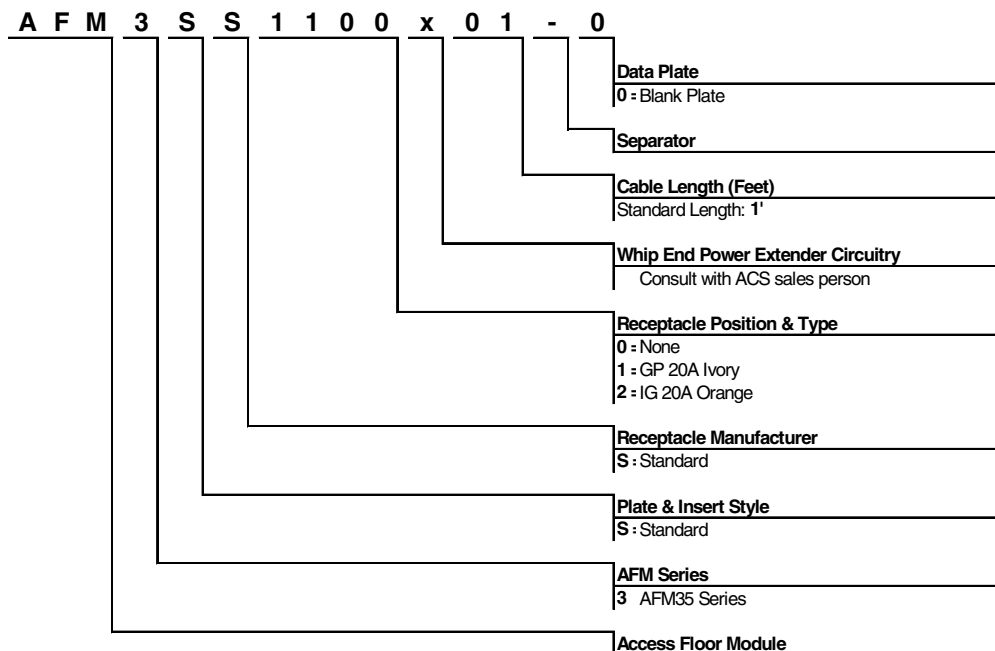 A F M 3 S S 1 1 0 0 x 0 1 - 0
Data Plate
0 = Blank Plate
Separator
Cable Length (Feet)
Standard Length: 1'
Whip End Power Extender Circuitry
Consult with ACS sales person
Receptacle Position & Type
0 = None
1 = GP 20A Ivory
2 = IG 20A Orange
Receptacle Manufacturer
S = Standard
Plate & Insert Style
S = Standard
AFM Series
3 AFM35 Series
Access Floor Module